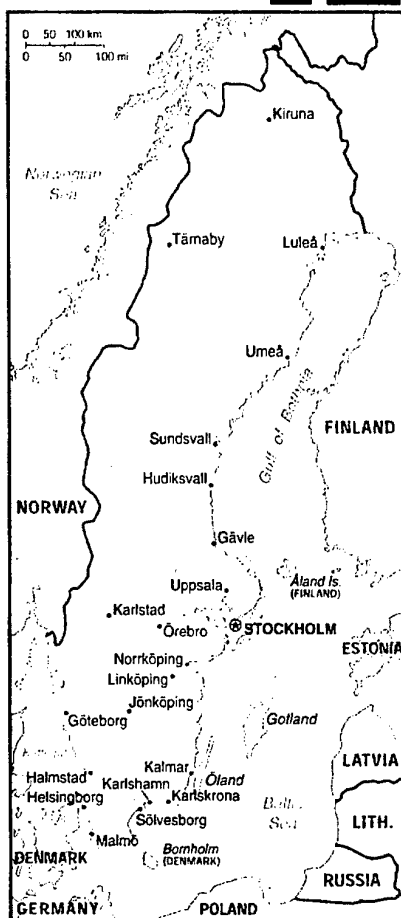 0 50 100 km
0 50 100 mi
Kiruna
Norwegian
Sea
Tärnaby
Luleå
Umeå
Gulf of Bothnia
FINLAND
Sundsvall
Hudiksvall
NORWAY
Gävle
Uppsala
Åland Is.
(FINLAND)
Karlstad
Örebro
STOCKHOLM
ESTONIA
Norrköping
Linköping
Jönköping
Göteborg
Gotland
LATVIA
Kalmar
Öland
Halmstad
Karlshamn
Helsingborg
Karlskrona
Baltic
Sea
Sölvesborg
LITH.
Malmö
Bornholm
(DENMARK)
DENMARK
RUSSIA
GERMANY
POLAND